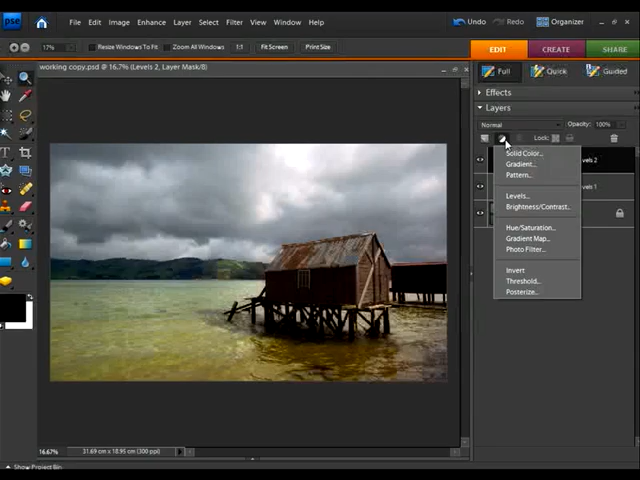 pse File Edit Image Enhance Layer Select Filter View Window Help Undo Redo Organizer
17% Resize Windows To Fit Zoom All Windows 1:1 Fit Screen Print Size EDIT CREATE SHARE
working copy.psd @ 16.7% (Levels 2, Layer Mask/8) Full Quick Guided
Effects
Layers
Normal Opacity: 100%
Lock:
Solid Color...
Gradient...
Pattern...
Levels...
Brightness/Contrast...
Hue/Saturation...
Gradient Map...
Photo Filter...
Invert
Threshold...
Posterize...
vels 2
vels 1
T
16.67% 31.69 cm x 18.95 cm (300 ppi)
Show Project Bin